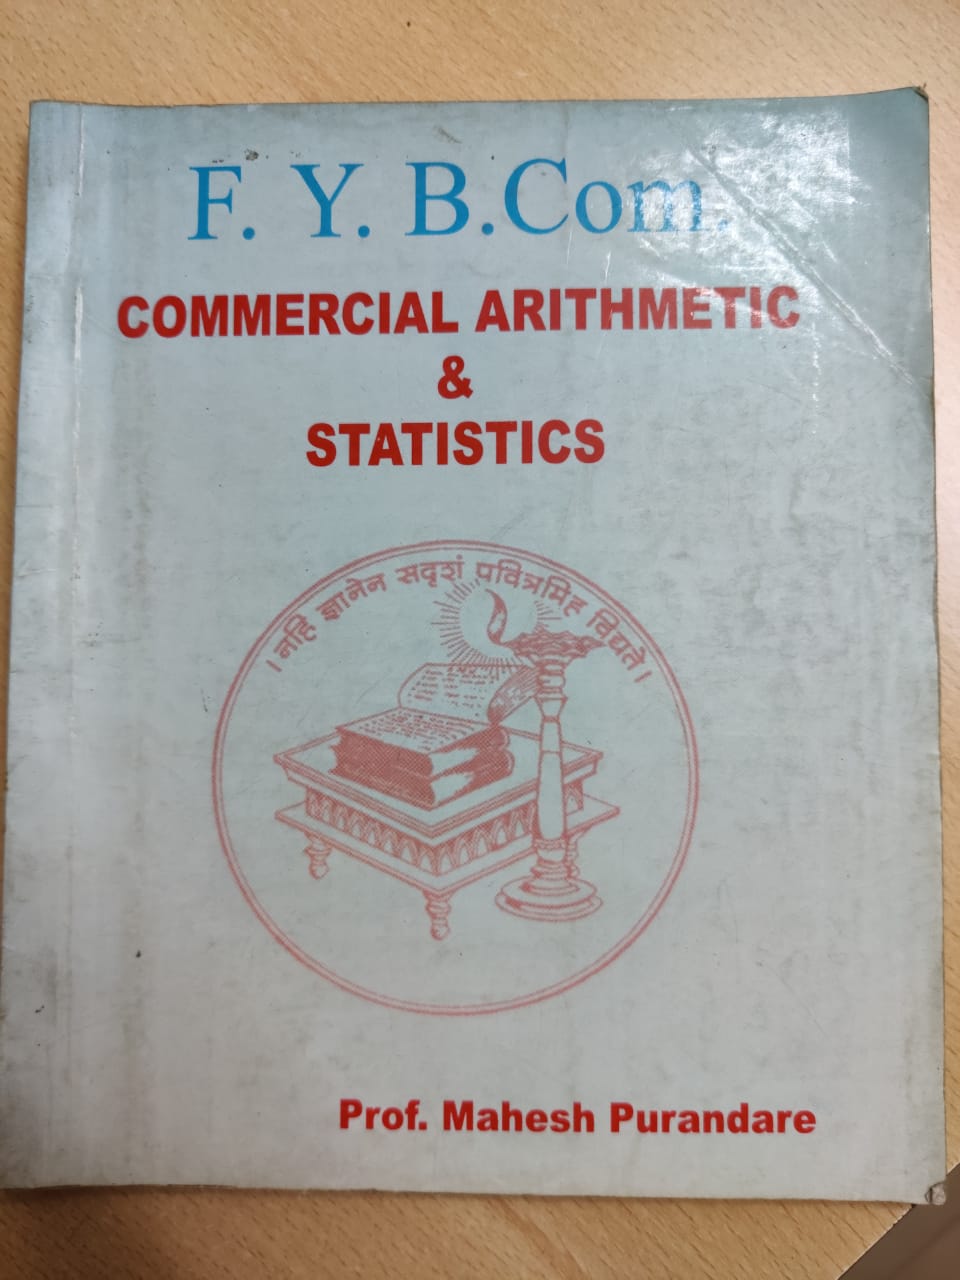 F. Y. B.Com.
COMMERCIAL ARITHMETIC
&
STATISTICS
। नहि ज्ञानेन सदृशं पवित्रमिह विद्यते।
Prof. Mahesh Purandare